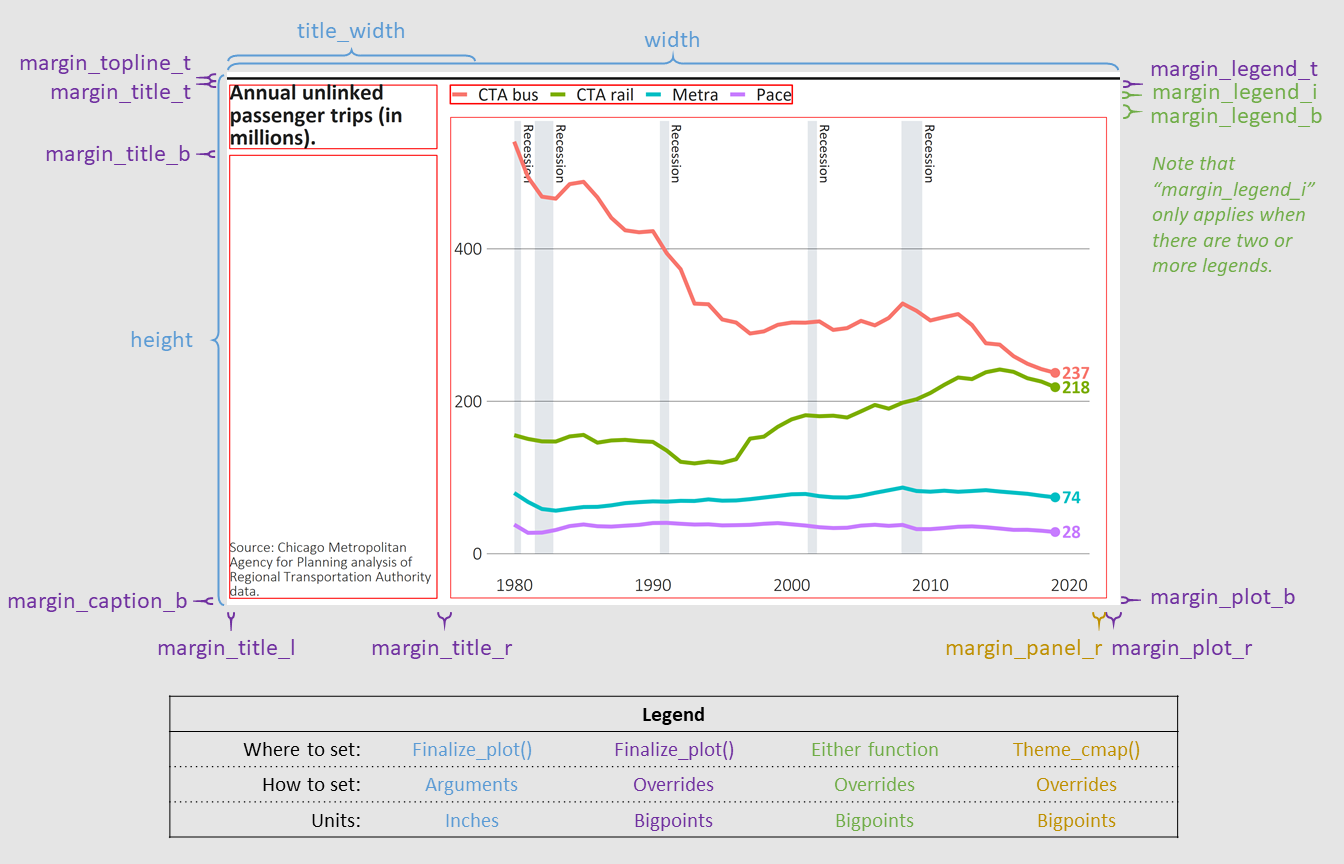 title_width
width
margin_topline_t
margin_title_t
margin_legend_t
margin_legend_i
margin_legend_b
Annual unlinked
passenger trips (in
millions).
CTA bus CTA rail Metra Pace
margin_title_b
Recession Recession Recession Recession Recession
Note that
“margin_legend_i”
only applies when
there are two or
more legends.
400
height
237
218
200
74
28
0
Source: Chicago Metropolitan
Agency for Planning analysis of
Regional Transportation Authority
data.
1980 1990 2000 2010 2020
margin_caption_b
margin_plot_b
margin_title_l margin_title_r margin_panel_r margin_plot_r
Legend
Where to set: Finalize_plot() Finalize_plot() Either function Theme_cmap()
How to set: Arguments Overrides Overrides Overrides
Units: Inches Bigpoints Bigpoints Bigpoints